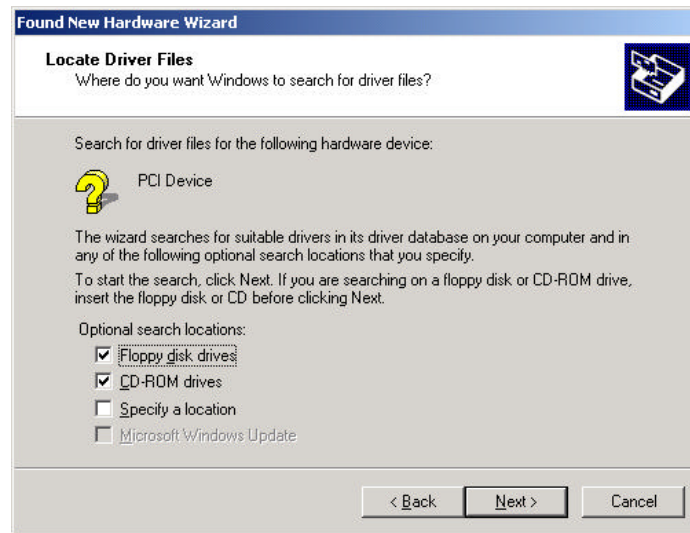 Found New Hardware Wizard
Locate Driver Files
Where do you want Windows to search for driver files?
Search for driver files for the following hardware device:
PCI Device
The wizard searches for suitable drivers in its driver database on your computer and in
any of the following optional search locations that you specify.
To start the search, click Next. If you are searching on a floppy disk or CD-ROM drive,
insert the floppy disk or CD before clicking Next.
Optional search locations:
Floppy disk drives
CD-ROM drives
Specify a location
Microsoft Windows Update
< Back Next > Cancel